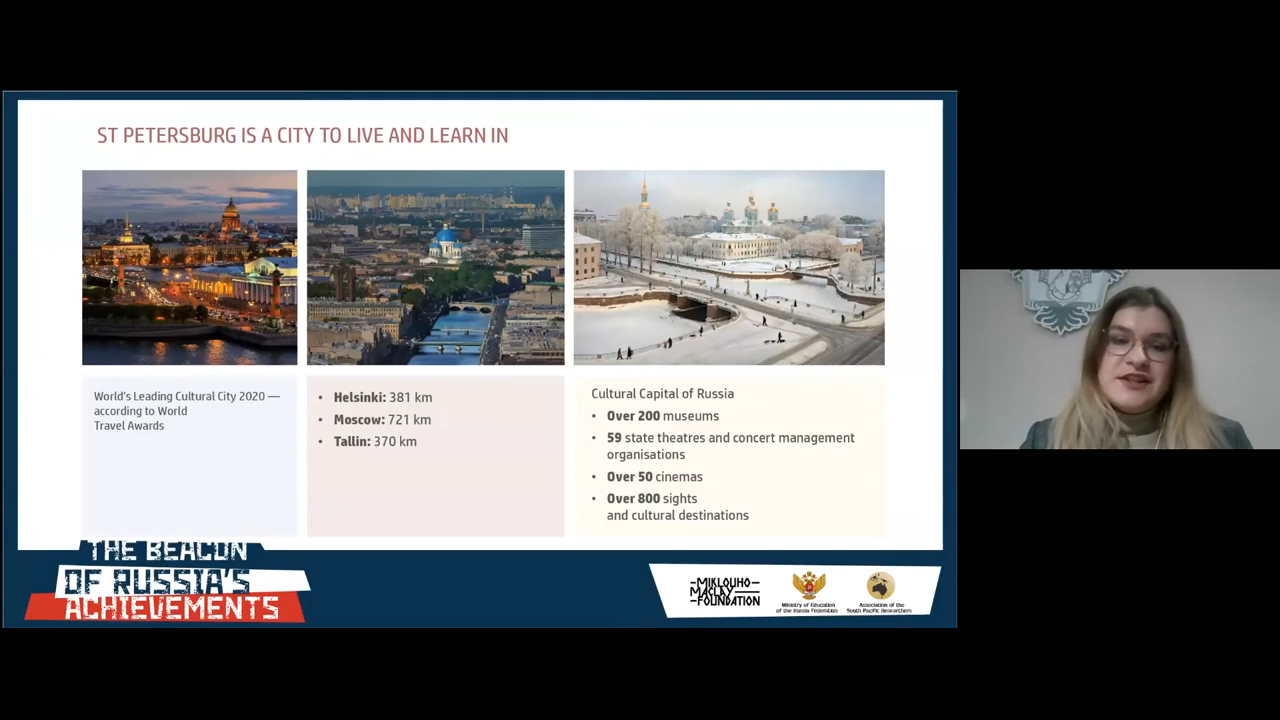 ST PETERSBURG IS A CITY TO LIVE AND LEARN IN
World's Leading Cultural City 2020 —
according to World
Travel Awards
• Helsinki: 381 km
• Moscow: 721 km
• Tallin: 370 km
Cultural Capital of Russia
• Over 200 museums
• 59 state theatres and concert management
organisations
• Over 50 cinemas
• Over 800 sights
and cultural destinations
THE BEACON
OF RUSSIA'S
ACHIEVEMENTS
MIKLOUHO
MACLAY
FOUNDATION
Ministry of Education
of the Russia Federation
Association of the
South Pacific Researchers